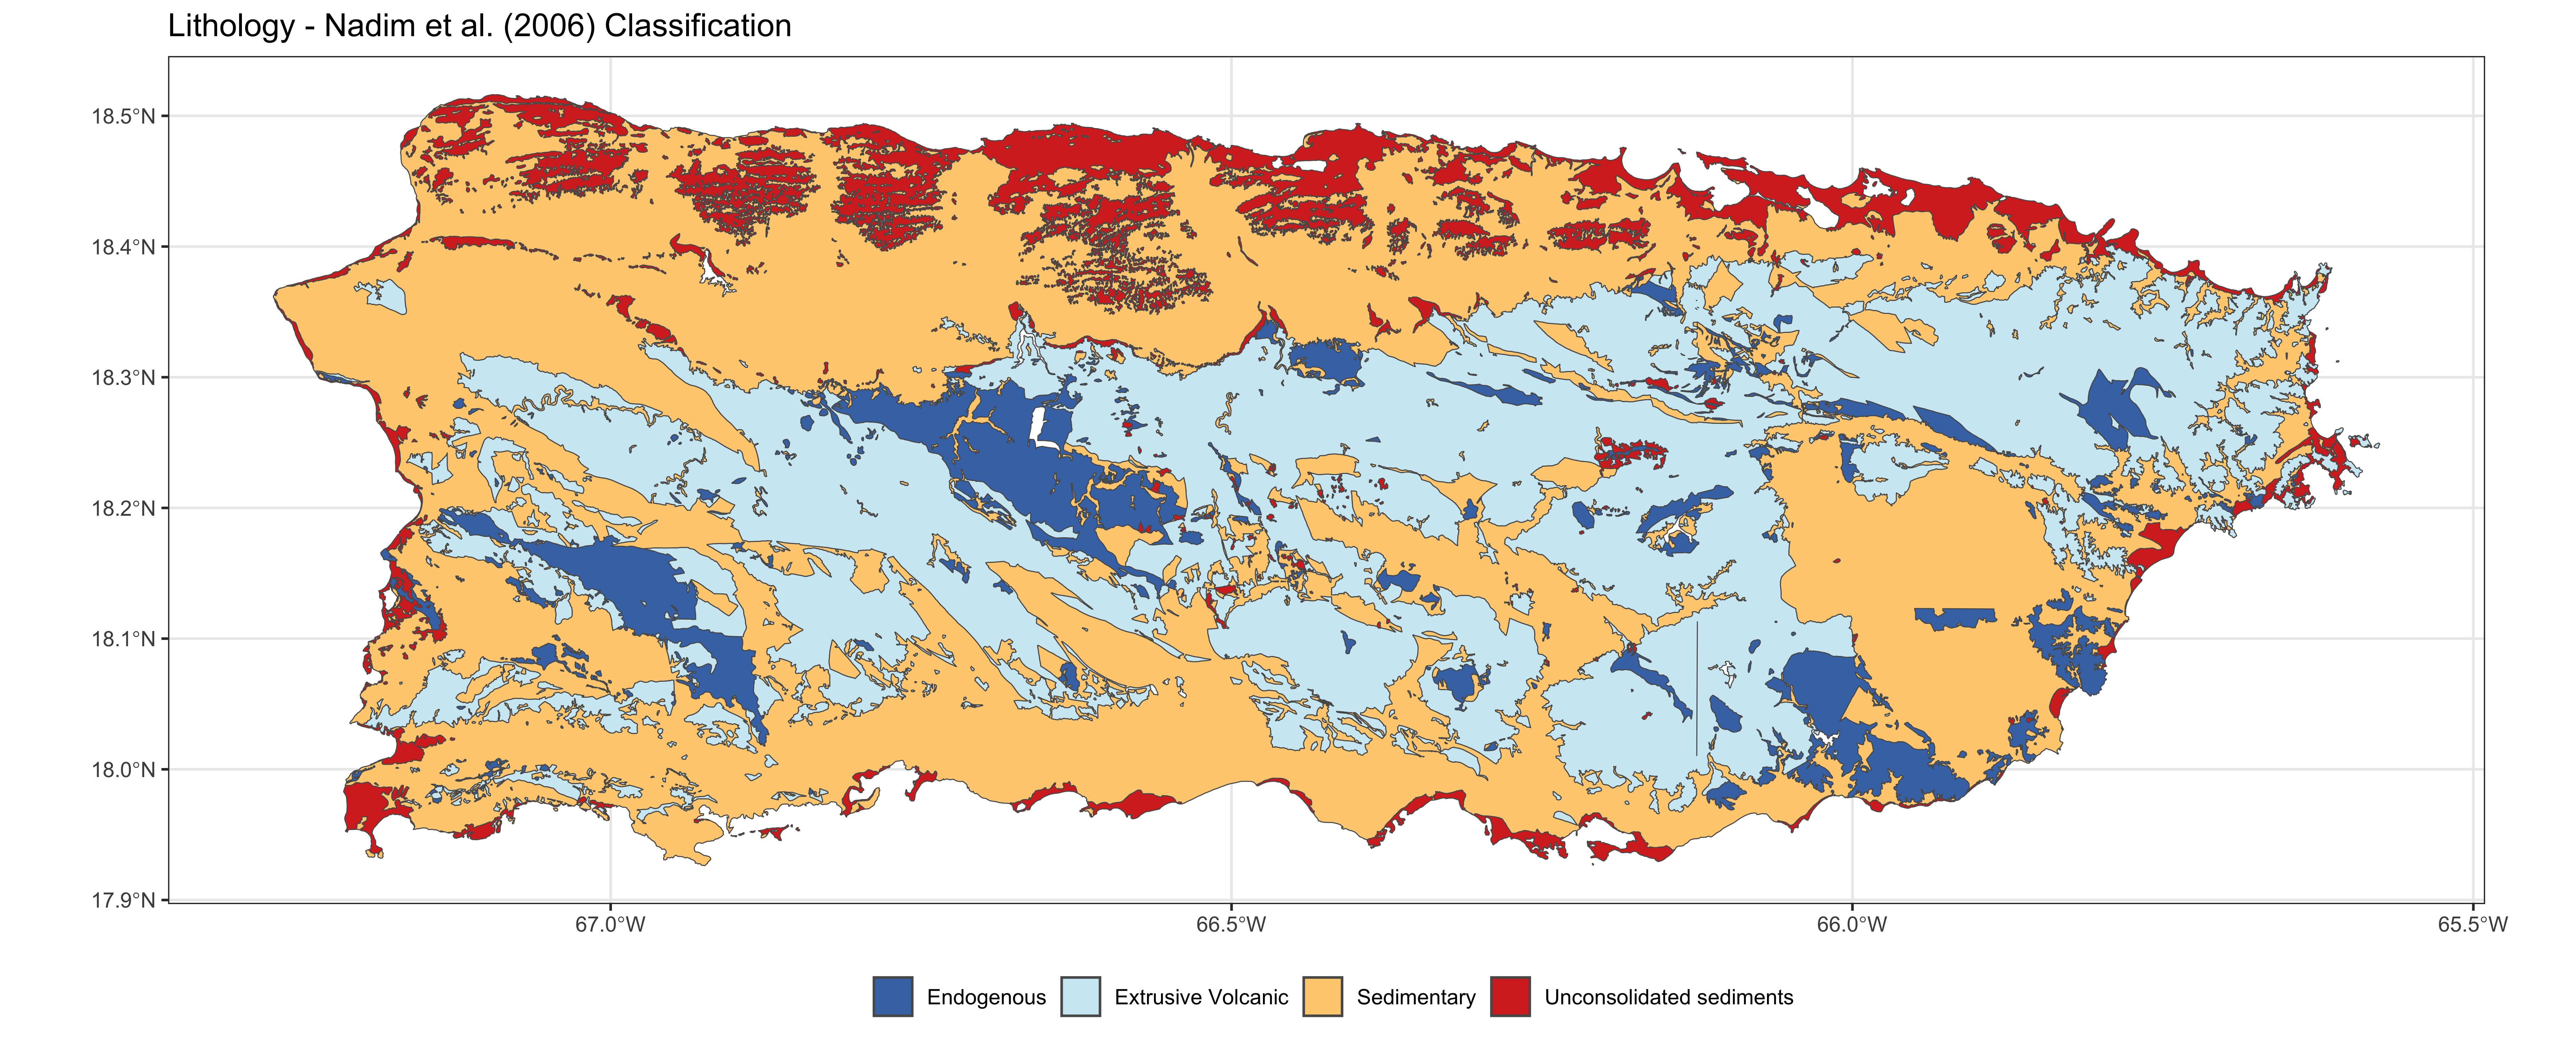 Lithology - Nadim et al. (2006) Classification
18.5°N
18.4°N
18.3°N
18.2°N
18.1°N
18.0°N
17.9°N
67.0°W 66.5°W 66.0°W 65.5°W
Endogenous Extrusive Volcanic Sedimentary Unconsolidated sediments